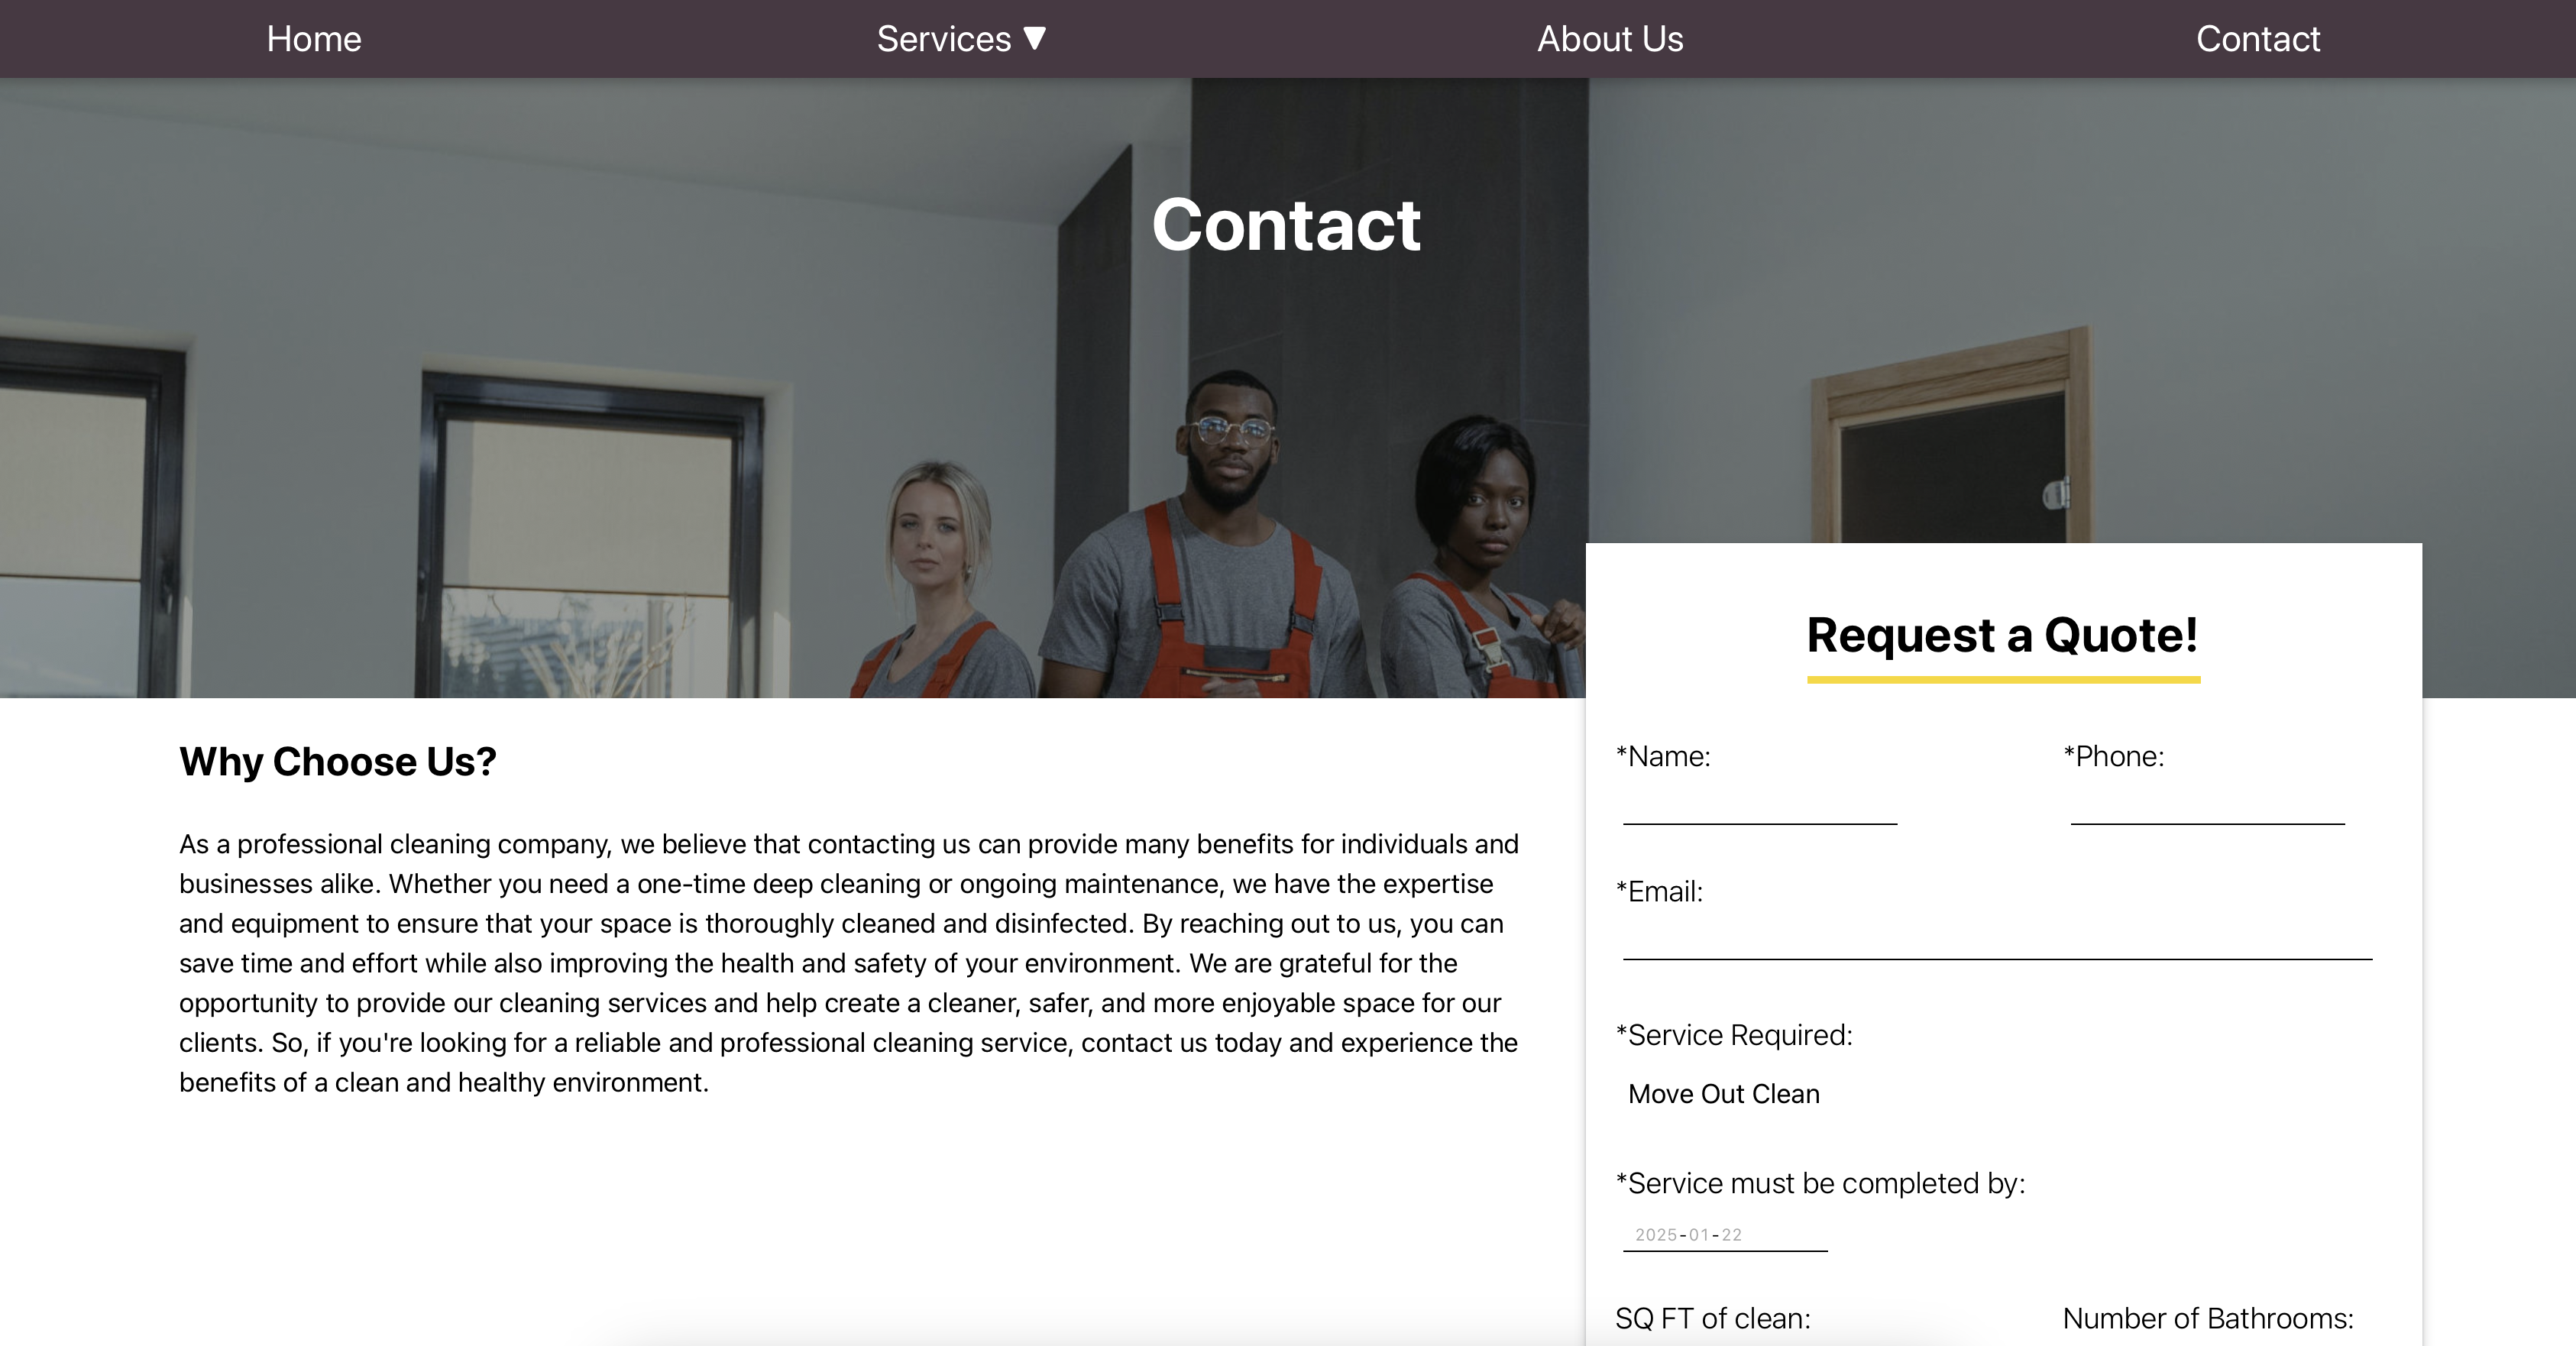 Home
Services ▼
About Us
Contact
Contact
Request a Quote!
Why Choose Us?
As a professional cleaning company, we believe that contacting us can provide many benefits for individuals and
businesses alike. Whether you need a one-time deep cleaning or ongoing maintenance, we have the expertise
and equipment to ensure that your space is thoroughly cleaned and disinfected. By reaching out to us, you can
save time and effort while also improving the health and safety of your environment. We are grateful for the
opportunity to provide our cleaning services and help create a cleaner, safer, and more enjoyable space for our
clients. So, if you're looking for a reliable and professional cleaning service, contact us today and experience the
benefits of a clean and healthy environment.
*Name:
*Phone:
*Email:
*Service Required:
Move Out Clean
*Service must be completed by:
2025-01-22
SQ FT of clean:
Number of Bathrooms: